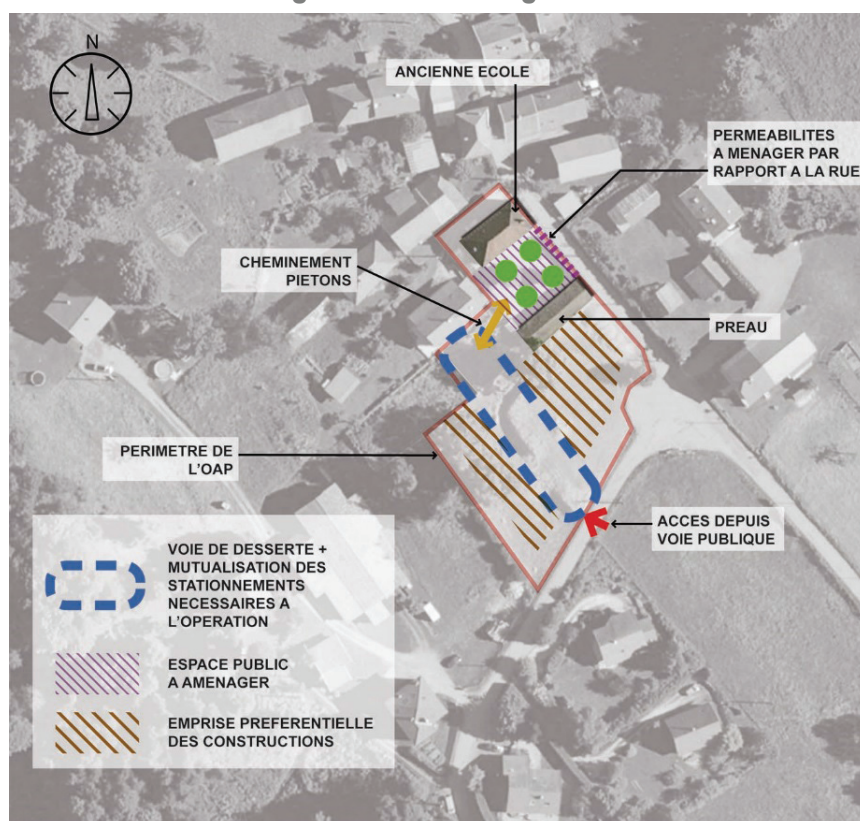 N
ANCIENNE ECOLE
PERMEABILITES
A MENAGER PAR
RAPPORT A LA RUE
CHEMINEMENT
PIETONS
PREAU
PERIMETRE DE
L'OAP
ACCES DEPUIS
VOIE PUBLIQUE
VOIE DE DESSERTE +
MUTUALISATION DES
STATIONNEMENTS
NECESSAIRES A
L'OPERATION
ESPACE PUBLIC
A AMENAGER
EMPRISE PREFERENTIELLE
DES CONSTRUCTIONS